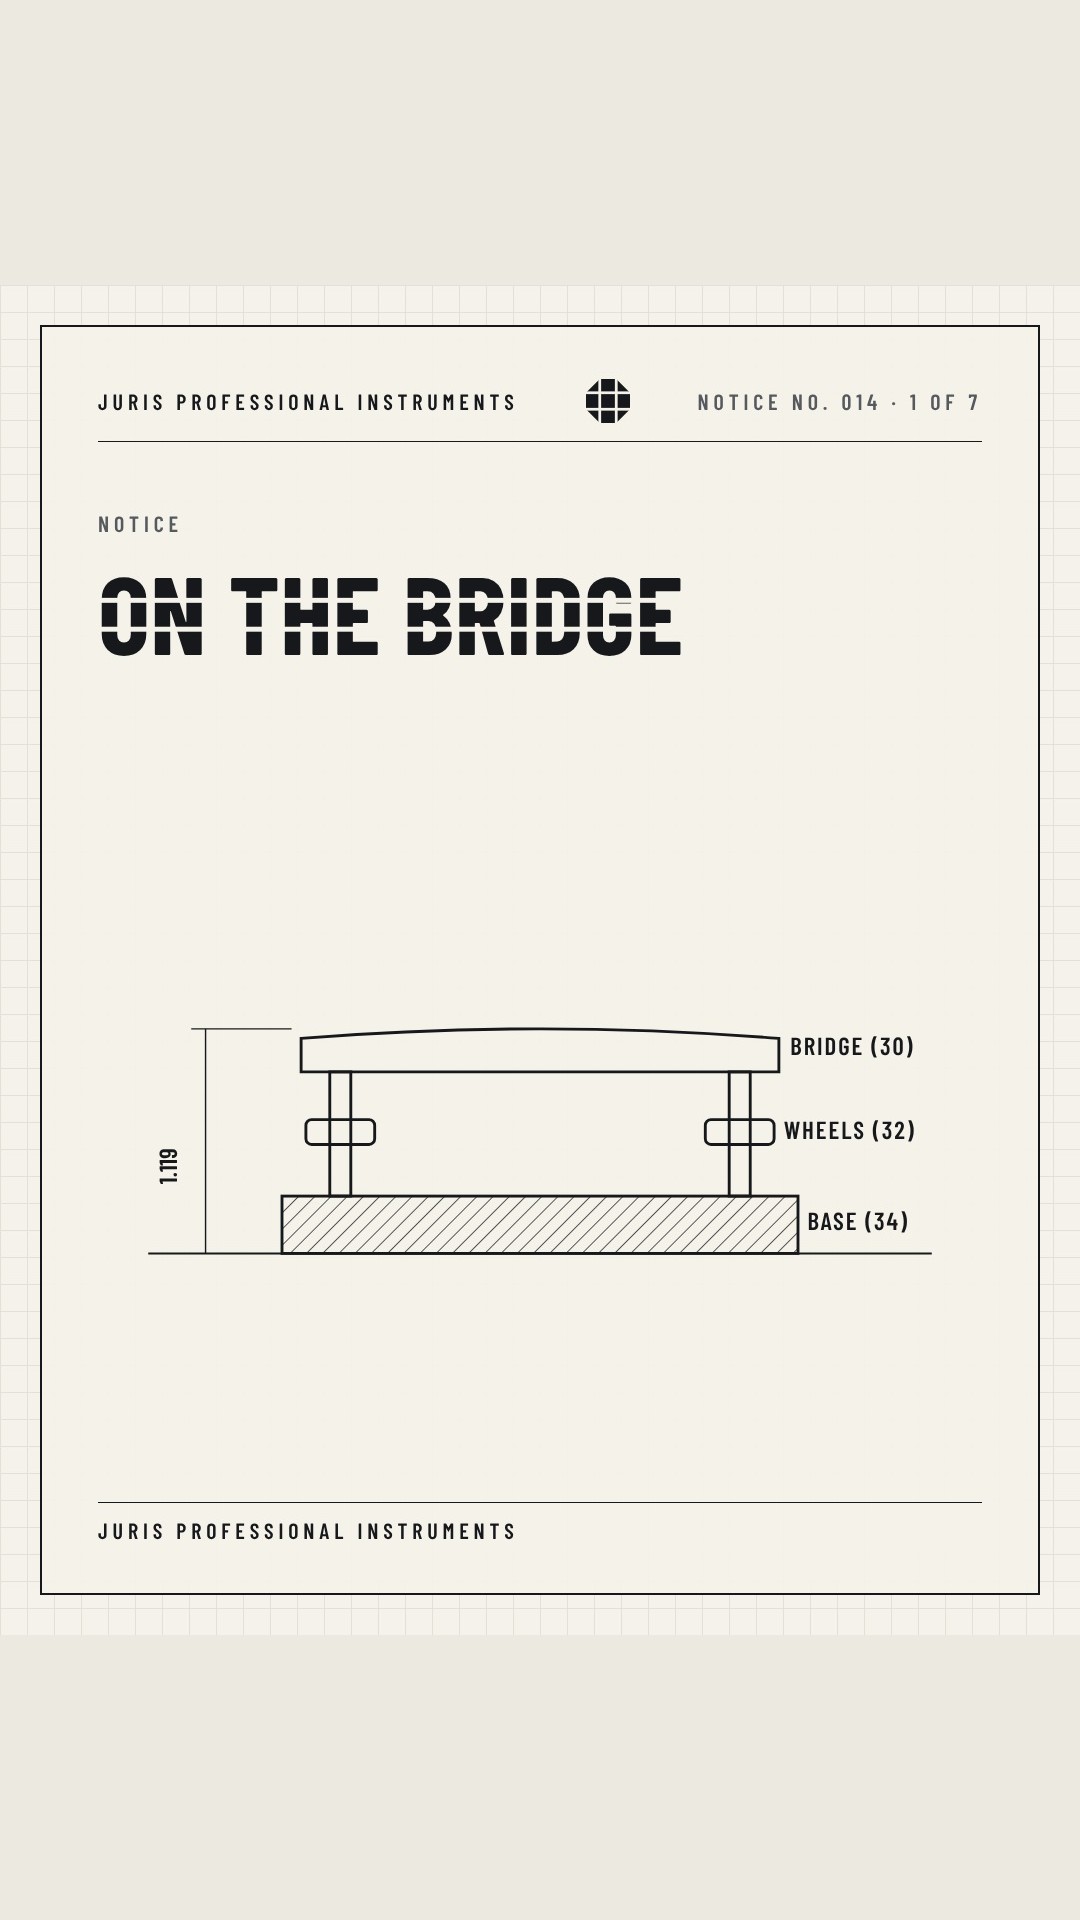 JURIS PROFESSIONAL INSTRUMENTS
NOTICE NO. 014 · 1 OF 7
NOTICE
ON THE BRIDGE
BRIDGE (30)
WHEELS (32)
1.119
BASE (34)
JURIS PROFESSIONAL INSTRUMENTS